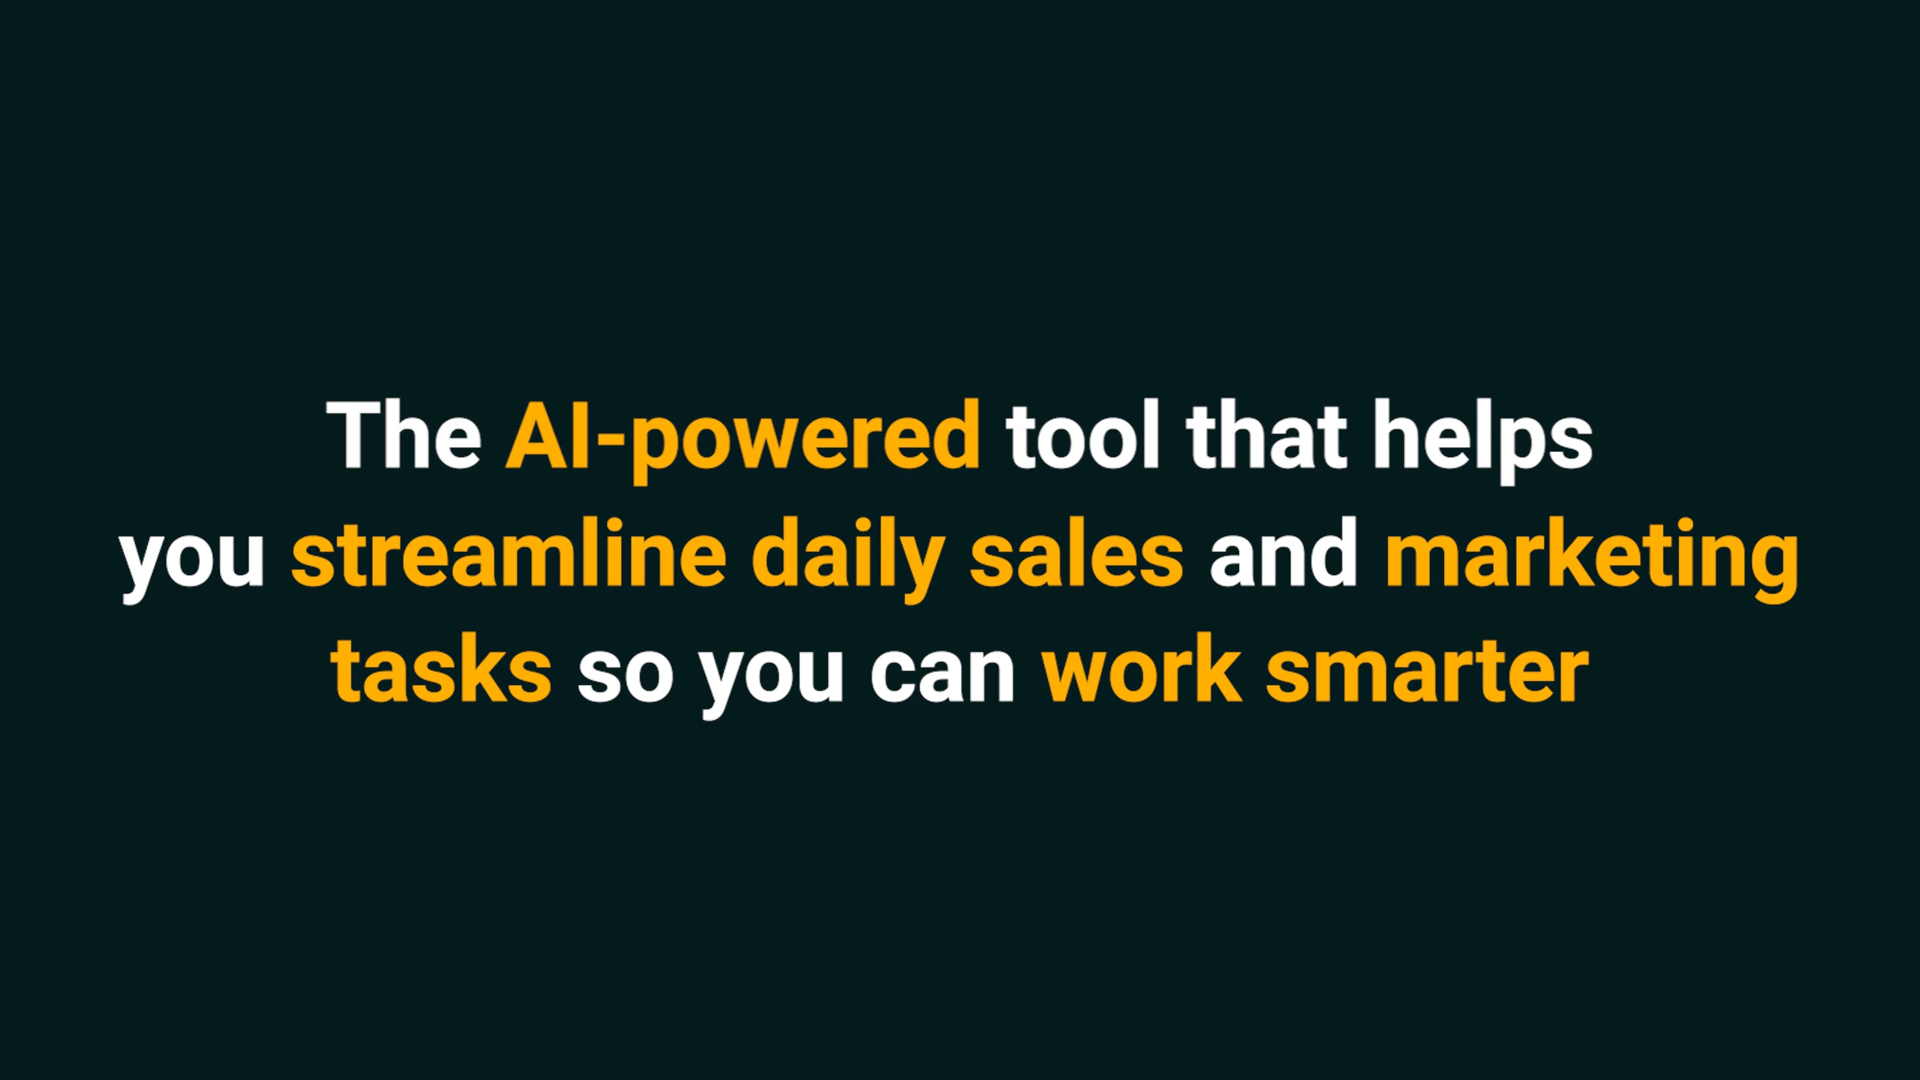 The AI-powered tool that helps
you streamline daily sales and marketing
tasks so you can work smarter